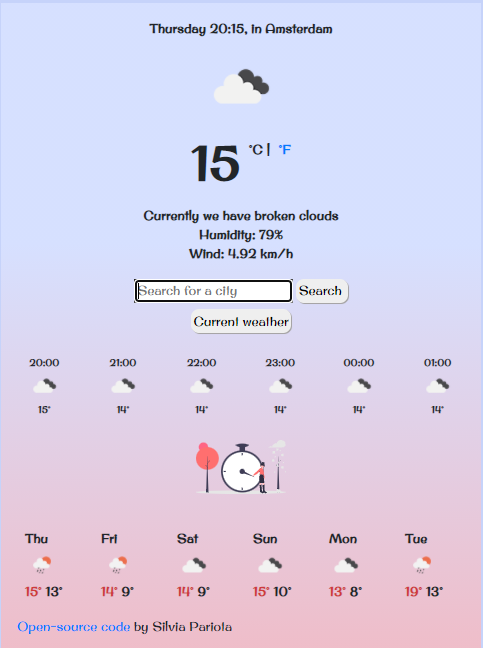 Thursday 20:15, In Amsterdam
15 °C | °F
Currently we have broken clouds
Humidity: 79%
Wind: 4.92 km/h
Search for a city Search
Current weather
20:00 21:00 22:00 23:00 00:00 01:00
15° 14° 14° 14° 14° 14°
Thu Fri Sat Sun Mon Tue
15° 13° 14° 9° 14° 9° 15° 10° 13° 8° 19° 13°
Open-source code by Silvia Pariota